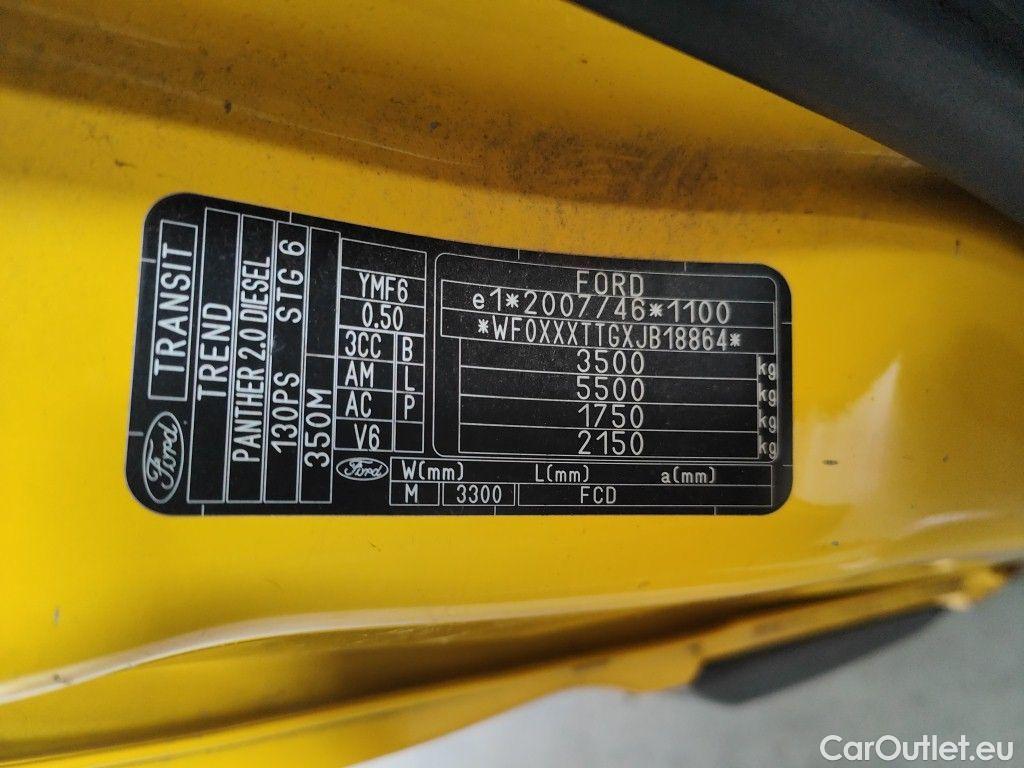 Ford
TRANSIT
TREND
PANTHER 2.0 DIESEL
130PS STG 6
350M
YMF6
0.50
3CC B
AM L
AC P
V6
FORD
e1*2007/46*1100
*WF0XXXTTGXJB18864*
3500 kg
5500 kg
1750 kg
2150 kg
Ford
W(mm) L(mm) a(mm)
M 3300 FCD
CarOutlet.eu